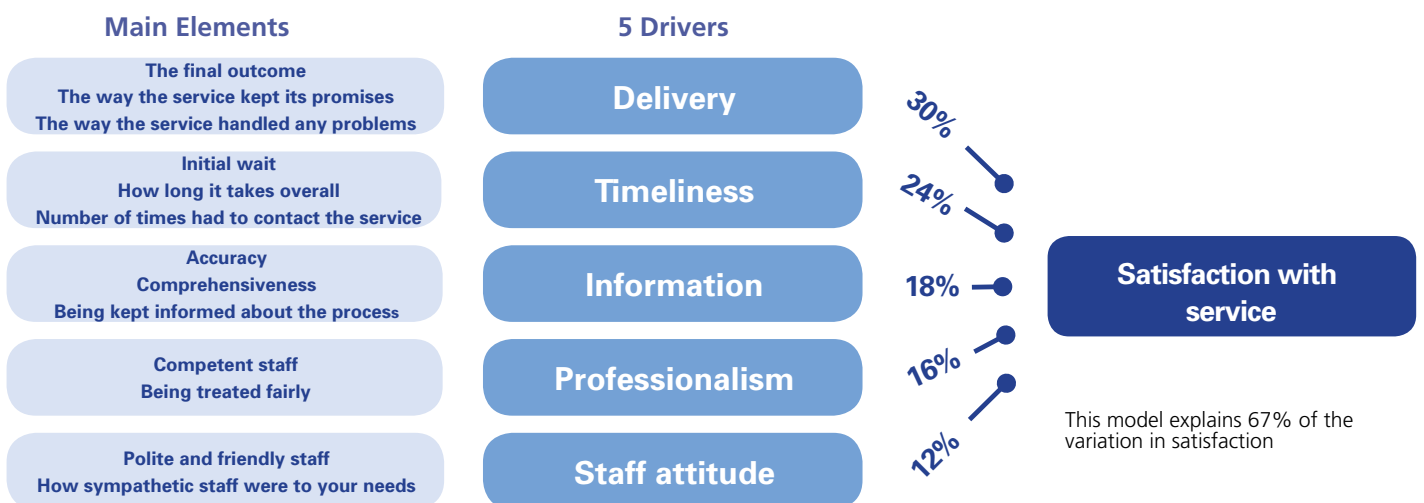 Main Elements
5 Drivers
The final outcome
The way the service kept its promises
The way the service handled any problems
Delivery
30%
Initial wait
How long it takes overall
Number of times had to contact the service
Timeliness
24%
Accuracy
Comprehensiveness
Being kept informed about the process
Information
18%
Competent staff
Being treated fairly
Professionalism
16%
Polite and friendly staff
How sympathetic staff were to your needs
Staff attitude
12%
Satisfaction with
service
This model explains 67% of the
variation in satisfaction